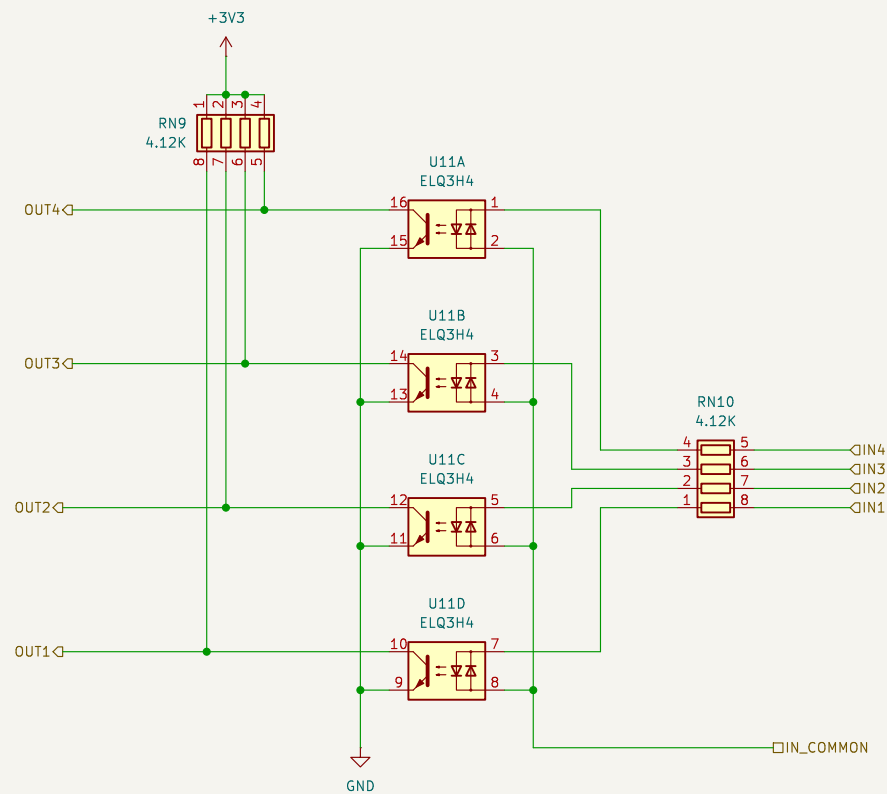 +3V3
1 2 3 4
RN9
4.12K
8 7 6 5
U11A
ELQ3H4
OUT4
16
1
15
2
U11B
ELQ3H4
OUT3
14
3
13
4
RN10
4.12K
4
5
IN4
3
6
IN3
2
7
IN2
1
8
IN1
U11C
ELQ3H4
OUT2
12
5
11
6
U11D
ELQ3H4
OUT1
10
7
9
8
IN_COMMON
GND